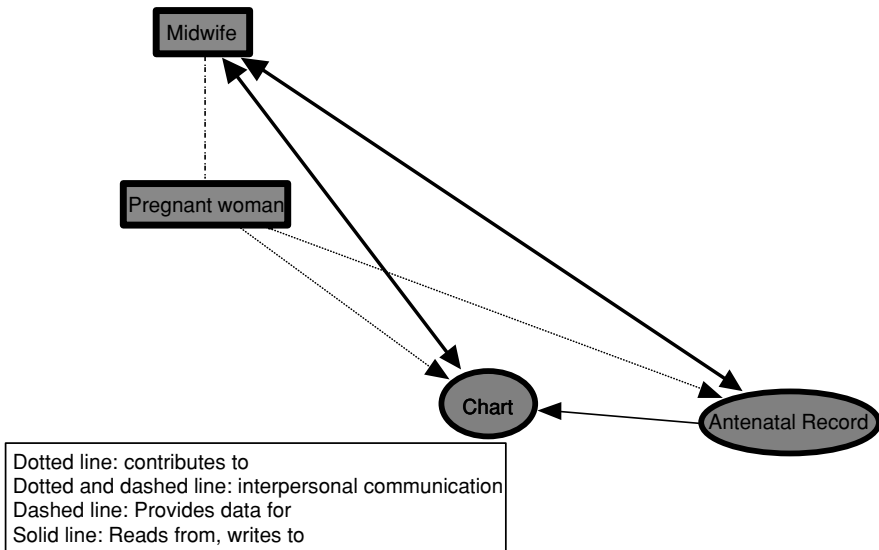 Midwife
Pregnant woman
Chart
Antenatal Record
Dotted line: contributes to
Dotted and dashed line: interpersonal communication
Dashed line: Provides data for
Solid line: Reads from, writes to